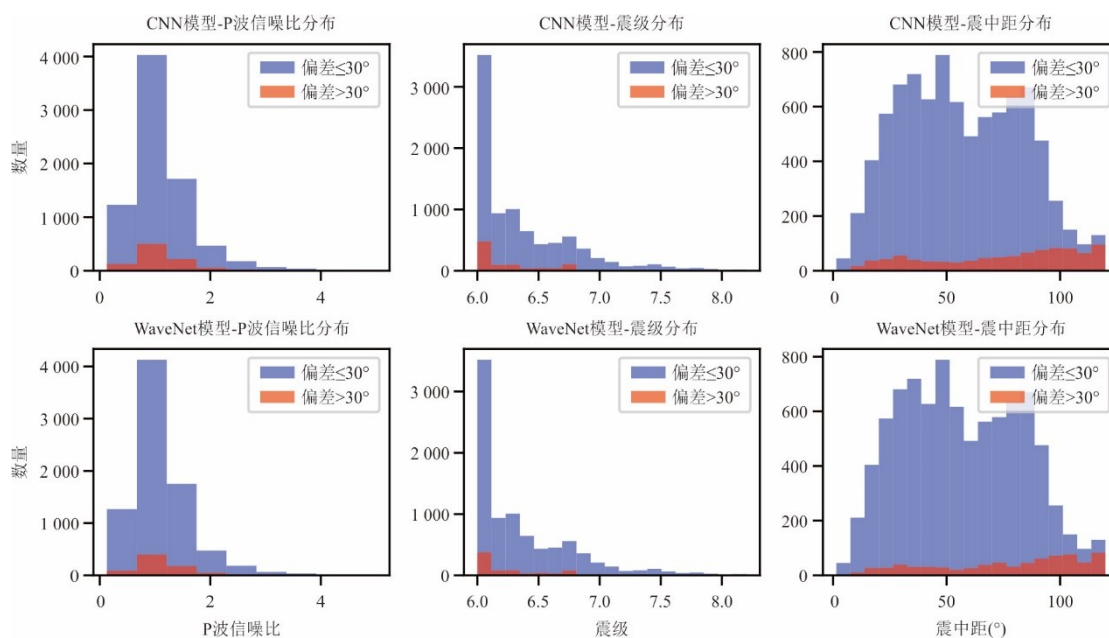 CNN模型-P波信噪比分布
CNN模型-震级分布
CNN模型-震中距分布
数量
4 000
3 000
2 000
1 000
0
偏差≤30°
偏差>30°
0
2
4
3 000
2 000
1 000
0
偏差≤30°
偏差>30°
6.0
6.5
7.0
7.5
8.0
800
600
400
200
0
偏差≤30°
偏差>30°
0
50
100
WaveNet模型-P波信噪比分布
WaveNet模型-震级分布
WaveNet模型-震中距分布
数量
4 000
3 000
2 000
1 000
0
偏差≤30°
偏差>30°
0
2
4
P波信噪比
3 000
2 000
1 000
0
偏差≤30°
偏差>30°
6.0
6.5
7.0
7.5
8.0
震级
800
600
400
200
0
偏差≤30°
偏差>30°
0
50
100
震中距(°)